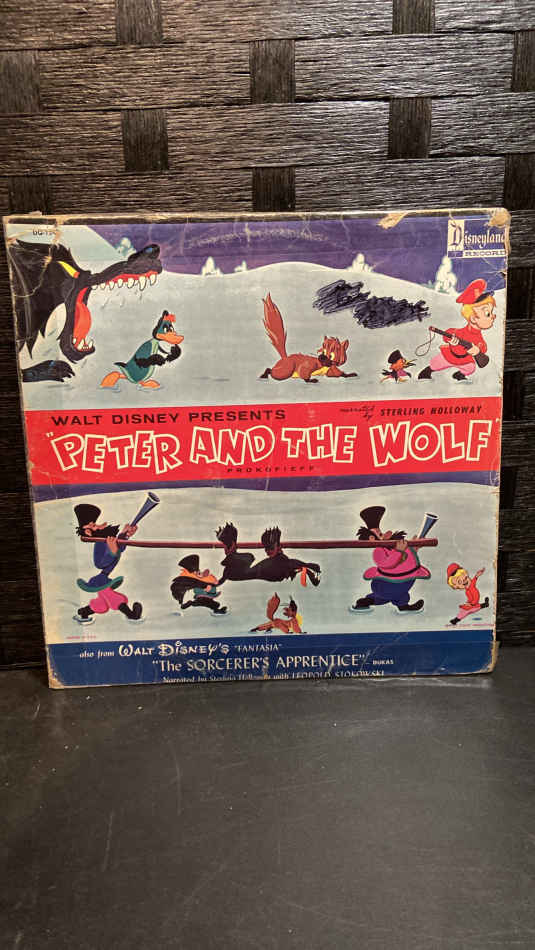 Disneyland
RECORD
WALT DISNEY PRESENTS
narrated by STERLING HOLLOWAY
"PETER AND THE WOLF"
PROKOFIEFF
also from WALT DISNEY'S "FANTASIA"
"The SORCERER'S APPRENTICE" - DUKAS
Narrated by Sterling Holloway with LEOPOLD STOKOWSKI